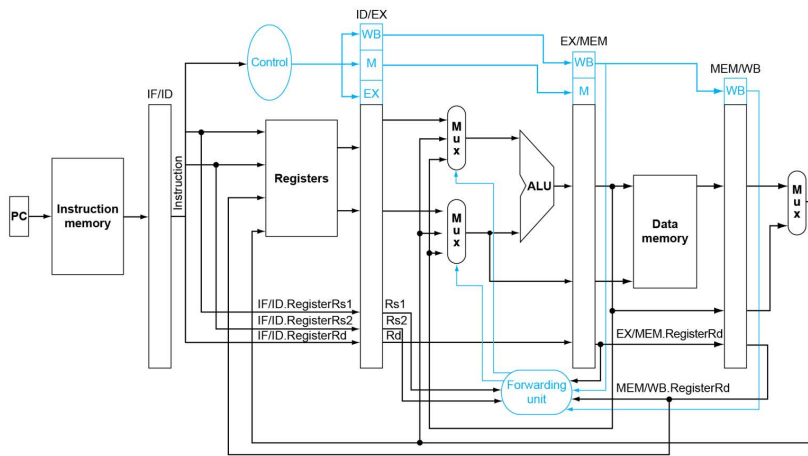 ID/EX
WB
M
EX
Control
EX/MEM
WB
M
MEM/WB
WB
IF/ID
PC
Instruction
memory
Instruction
Registers
M
u
x
M
u
x
ALU
Data
memory
M
u
x
IF/ID.RegisterRs1
IF/ID.RegisterRs2
IF/ID.RegisterRd
Rs1
Rs2
Rd
EX/MEM.RegisterRd
Forwarding
unit
MEM/WB.RegisterRd